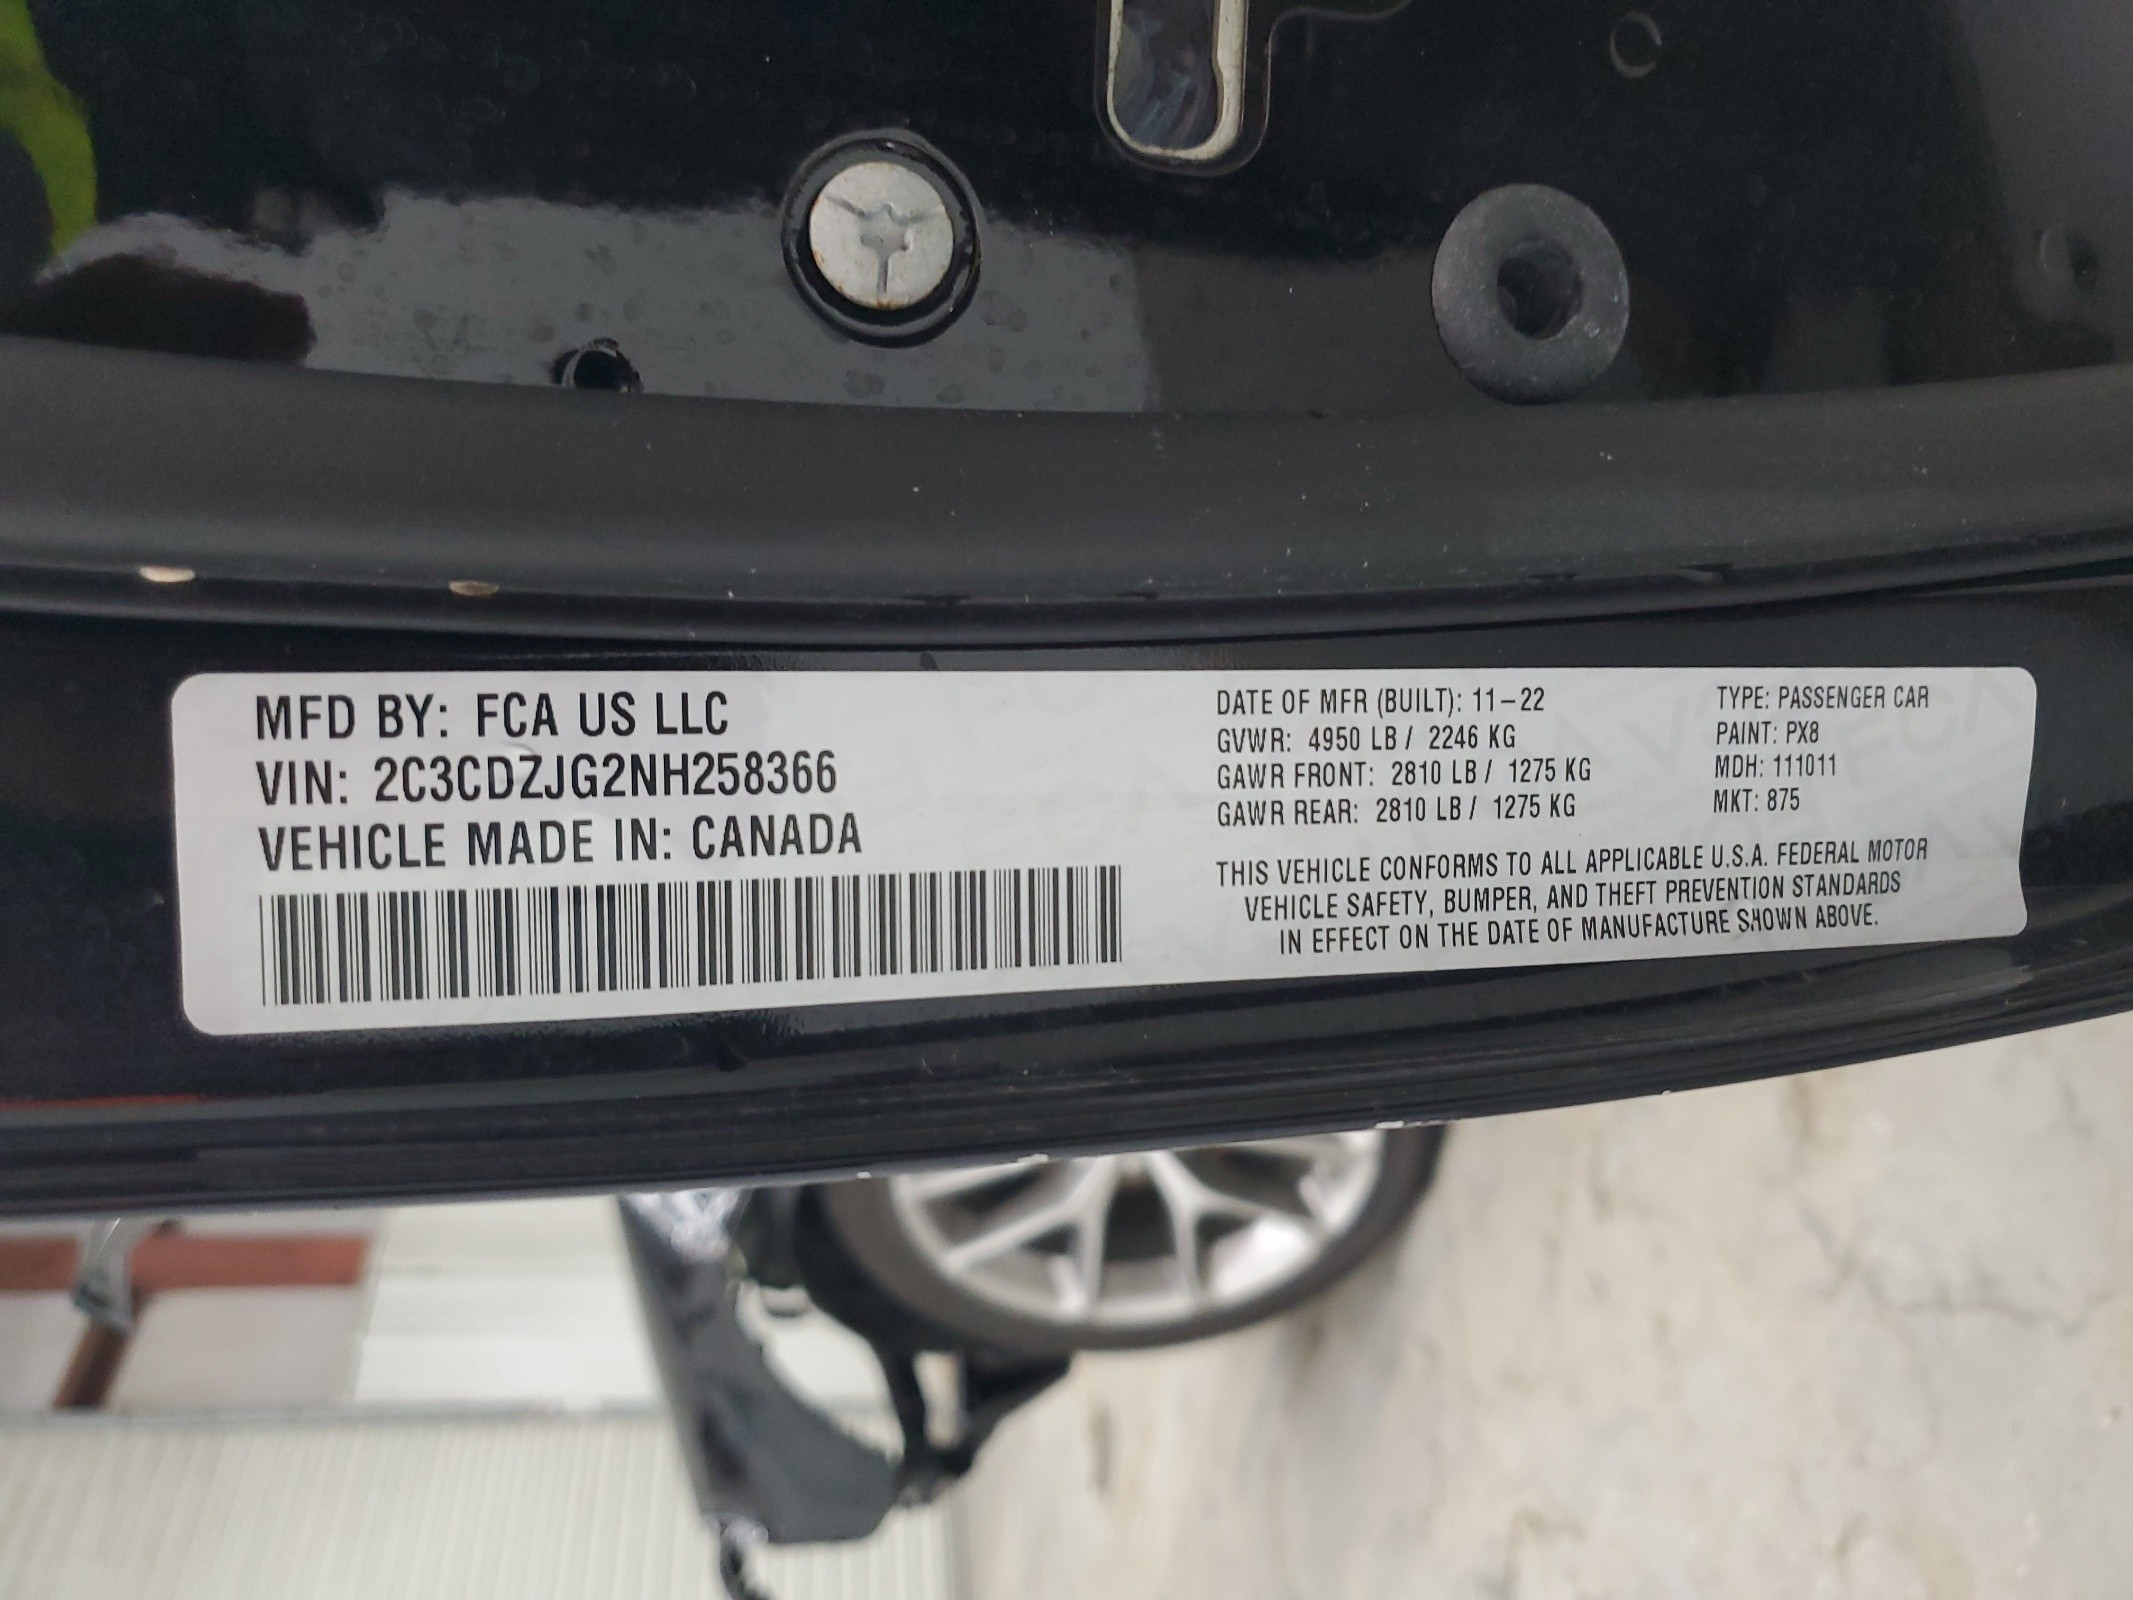 MFD BY: FCA US LLC
VIN: 2C3CDZJG2NH258366
VEHICLE MADE IN: CANADA
DATE OF MFR (BUILT): 11-22
GVWR: 4950 LB / 2246 KG
GAWR FRONT: 2810 LB / 1275 KG
GAWR REAR: 2810 LB / 1275 KG
TYPE: PASSENGER CAR
PAINT: PX8
MDH: 111011
MKT: 875
THIS VEHICLE CONFORMS TO ALL APPLICABLE U.S.A. FEDERAL MOTOR
VEHICLE SAFETY, BUMPER, AND THEFT PREVENTION STANDARDS
IN EFFECT ON THE DATE OF MANUFACTURE SHOWN ABOVE.